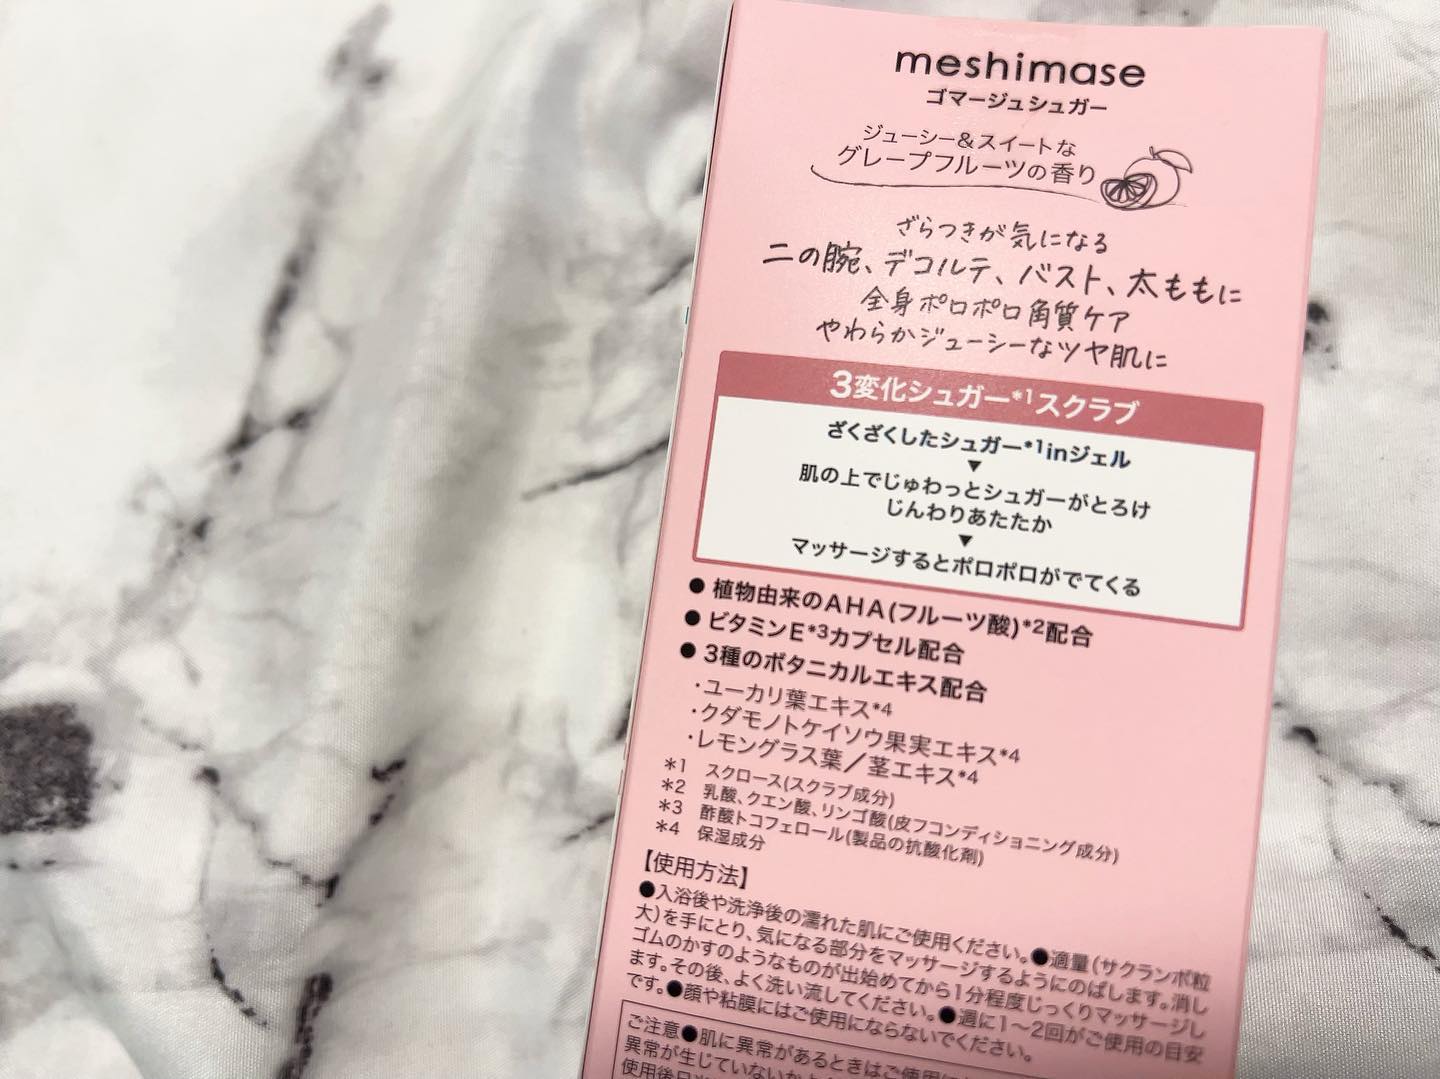 meshimase
ゴマージュシュガー
ジューシー&スイートな
グレープフルーツの香り
ざらつきが気になる
二の腕、デコルテ、バスト、太ももに
全身ポロポロ角質ケア
やわらかジューシーなツヤ肌に
3変化シュガー*1スクラブ
ざくざくしたシュガー*1inジェル
▼
肌の上でじゅわっとシュガーがとろけ
じんわりあたたか
▼
マッサージするとポロポロがでてくる
●植物由来のAHA(フルーツ酸)*2配合
●ビタミンE*3カプセル配合
●3種のボタニカルエキス配合
・ユーカリ葉エキス*4
・クダモノトケイソウ果実エキス*4
・レモングラス葉／茎エキス*4
*1 スクロース(スクラブ成分)
*2 乳酸、クエン酸、リンゴ酸(皮フコンディショニング成分)
*3 酢酸トコフェロール(製品の抗酸化剤)
*4 保湿成分
【使用方法】
●入浴後や洗浄後の濡れた肌にご使用ください。●適量(サクランボ粒
大)を手にとり、気になる部分をマッサージするようにのばします。消し
ゴムのかすのようなものが出始めてから1分程度じっくりマッサージし
ます。その後、よく洗い流してください。●週に1〜2回がご使用の目安
です。●顔や粘膜にはご使用にならないでください。
ご注意●肌に異常があるときはご使用に
異常が生じていないか
使用後日